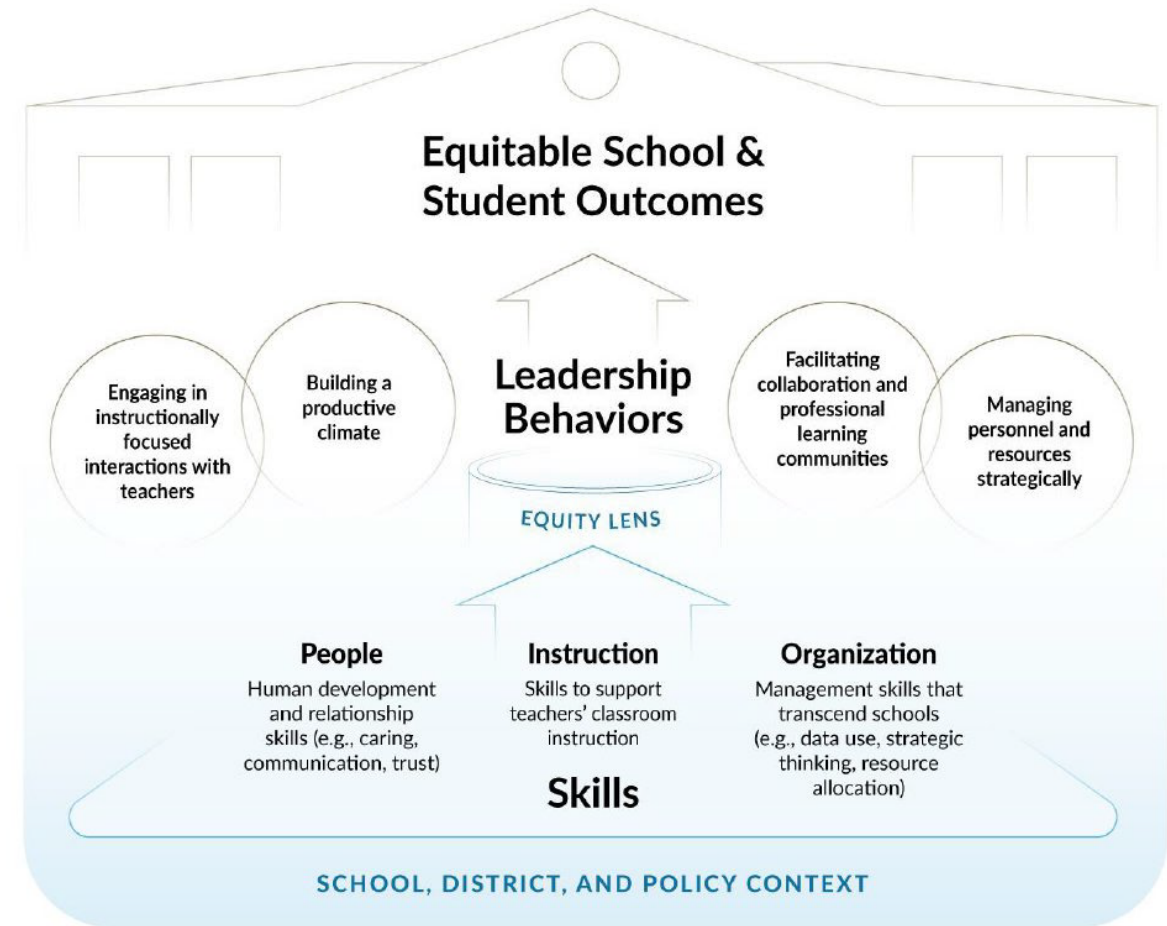 Equitable School &
Student Outcomes
Engaging in
instructionally
focused
interactions with
teachers
Building a
productive
climate
Leadership
Behaviors
Facilitating
collaboration and
professional
learning
communities
Managing
personnel and
resources
strategically
EQUITY LENS
People
Human development
and relationship
skills (e.g., caring,
communication, trust)
Instruction
Skills to support
teachers’ classroom
instruction
Organization
Management skills that
transcend schools
(e.g., data use, strategic
thinking, resource
allocation)
Skills
SCHOOL, DISTRICT, AND POLICY CONTEXT